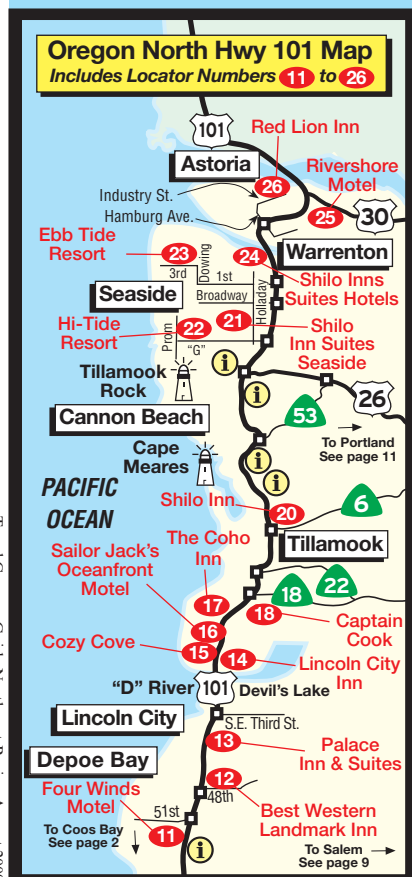 Oregon North Hwy 101 Map
Includes Locator Numbers 11 to 26
101
Red Lion Inn
Astoria
26
Rivershore
Motel
Industry St.
Hamburg Ave.
25
30
Ebb Tide
Resort
23
Dowing
24
Warrenton
3rd
1st
Shilo Inns
Suites Hotels
Seaside
Broadway
Holaday
Hi-Tide
Resort
22
21
Shilo
Inn Suites
Seaside
Prom
"G"
i
Tillamook
Rock
i
26
53
Cannon Beach
To Portland
See page 11
Cape
Meares
i
i
PACIFIC
OCEAN
Shilo Inn
20
6
Tillamook
Sailor Jack's
Oceanfront
Motel
The Coho
Inn
22
18
17
18
Captain
Cook
16
Cozy Cove
15
14
Lincoln City
Inn
"D" River
101
Devil's Lake
Lincoln City
S.E. Third St.
13
Palace
Inn & Suites
Depoe Bay
Four Winds
Motel
12
48th
Best Western
Landmark Inn
51st
11
i
To Coos Bay
See page 2
To Salem
See page 9